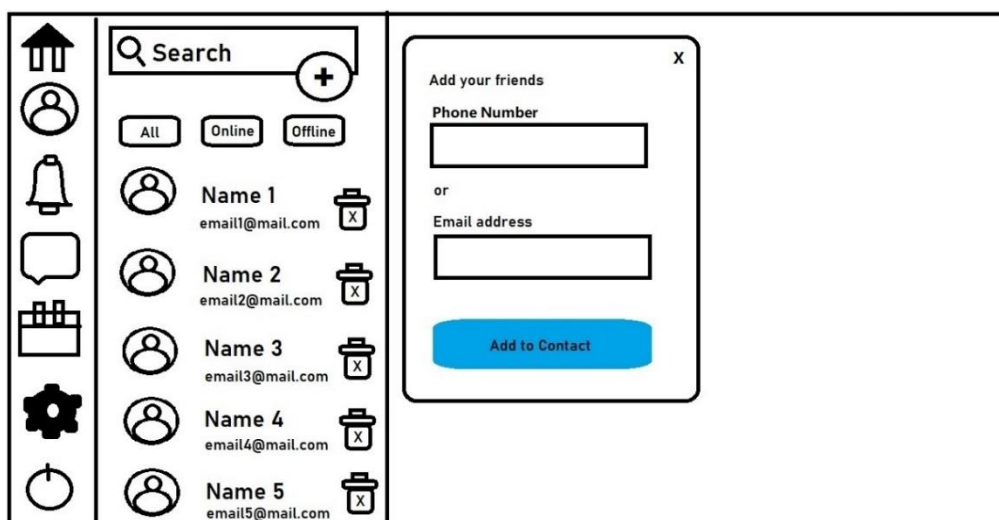 Search
+
All
Online
Offline
Name 1
email1@mail.com
X
Name 2
email2@mail.com
X
Name 3
email3@mail.com
X
Name 4
email4@mail.com
X
Name 5
email5@mail.com
X
X
Add your friends
Phone Number
or
Email address
Add to Contact